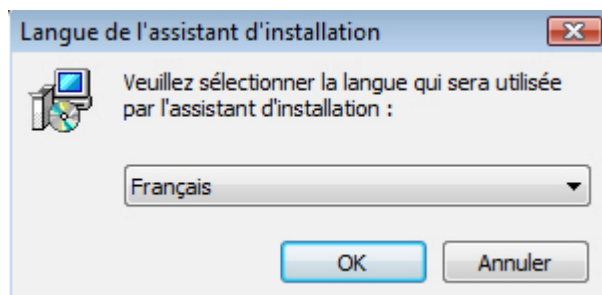 Langue de l'assistant d'installation
Veuillez sélectionner la langue qui sera utilisée
par l'assistant d'installation :
Français
OK
Annuler